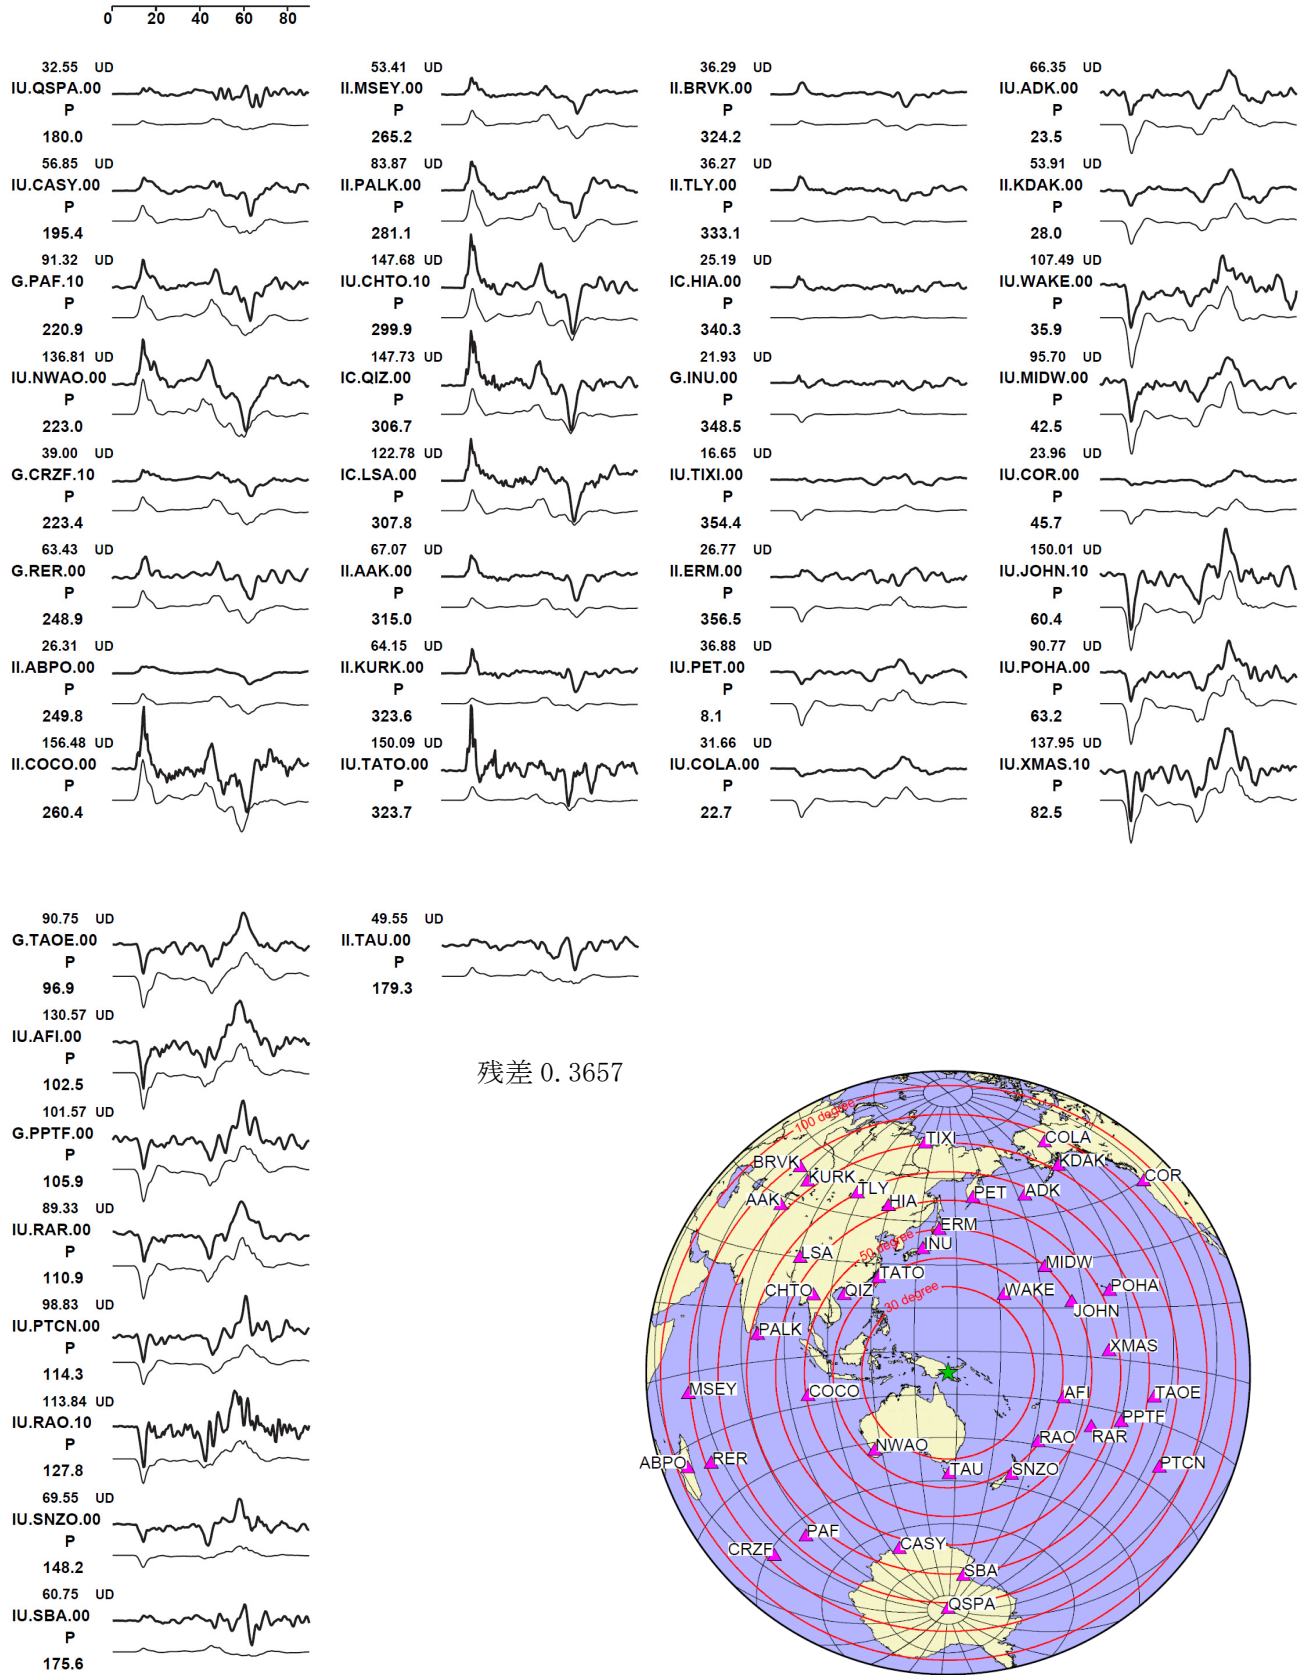 0 20 40 60 80
32.55 UD
IU.QSPA.00
P
180.0
56.85 UD
IU.CASY.00
P
195.4
91.32 UD
G.PAF.10
P
220.9
136.81 UD
IU.NWAO.00
P
223.0
39.00 UD
G.CRZF.10
P
223.4
63.43 UD
G.RER.00
P
248.9
26.31 UD
II.ABPO.00
P
249.8
156.48 UD
II.COCO.00
P
260.4
53.41 UD
II.MSEY.00
P
265.2
83.87 UD
II.PALK.00
P
281.1
147.68 UD
IU.CHTO.10
P
299.9
147.73 UD
IC.QIZ.00
P
306.7
122.78 UD
IC.LSA.00
P
307.8
67.07 UD
II.AAK.00
P
315.0
64.15 UD
II.KURK.00
P
323.6
150.09 UD
IU.TATO.00
P
323.7
36.29 UD
II.BRVK.00
P
324.2
36.27 UD
II.TLY.00
P
333.1
25.19 UD
IC.HIA.00
P
340.3
21.93 UD
G.INU.00
P
348.5
16.65 UD
IU.TIXI.00
P
354.4
26.77 UD
II.ERM.00
P
356.5
36.88 UD
IU.PET.00
P
8.1
31.66 UD
IU.COLA.00
P
22.7
66.35 UD
IU.ADK.00
P
23.5
53.91 UD
II.KDAK.00
P
28.0
107.49 UD
IU.WAKE.00
P
35.9
95.70 UD
IU.MIDW.00
P
42.5
23.96 UD
IU.COR.00
P
45.7
150.01 UD
IU.JOHN.10
P
60.4
90.77 UD
IU.POHA.00
P
63.2
137.95 UD
IU.XMAS.10
P
82.5
90.75 UD
G.TAOE.00
P
96.9
130.57 UD
IU.AFI.00
P
102.5
101.57 UD
G.PPTF.00
P
105.9
89.33 UD
IU.RAR.00
P
110.9
98.83 UD
IU.PTCN.00
P
114.3
113.84 UD
IU.RAO.10
P
127.8
69.55 UD
IU.SNZO.00
P
148.2
60.75 UD
IU.SBA.00
P
175.6
49.55 UD
II.TAU.00
P
179.3
残差 0.3657
100 degree
TIXI
COLA
BRVK
KDAK
KURK
COR
TLY
AAK
HIA
PET
ADK
ERM
INU
50 degree
LSA
MIDW
TATO
CHTO
QIZ
WAKE
POHA
30 degree
JOHN
PALK
XMAS
MSEY
COCO
AFI
TAOE
PPTF
RAR
RAO
NWAO
RER
ABPO
TAU
SNZO
PTCN
PAF
CRZF
CASY
SBA
QSPA